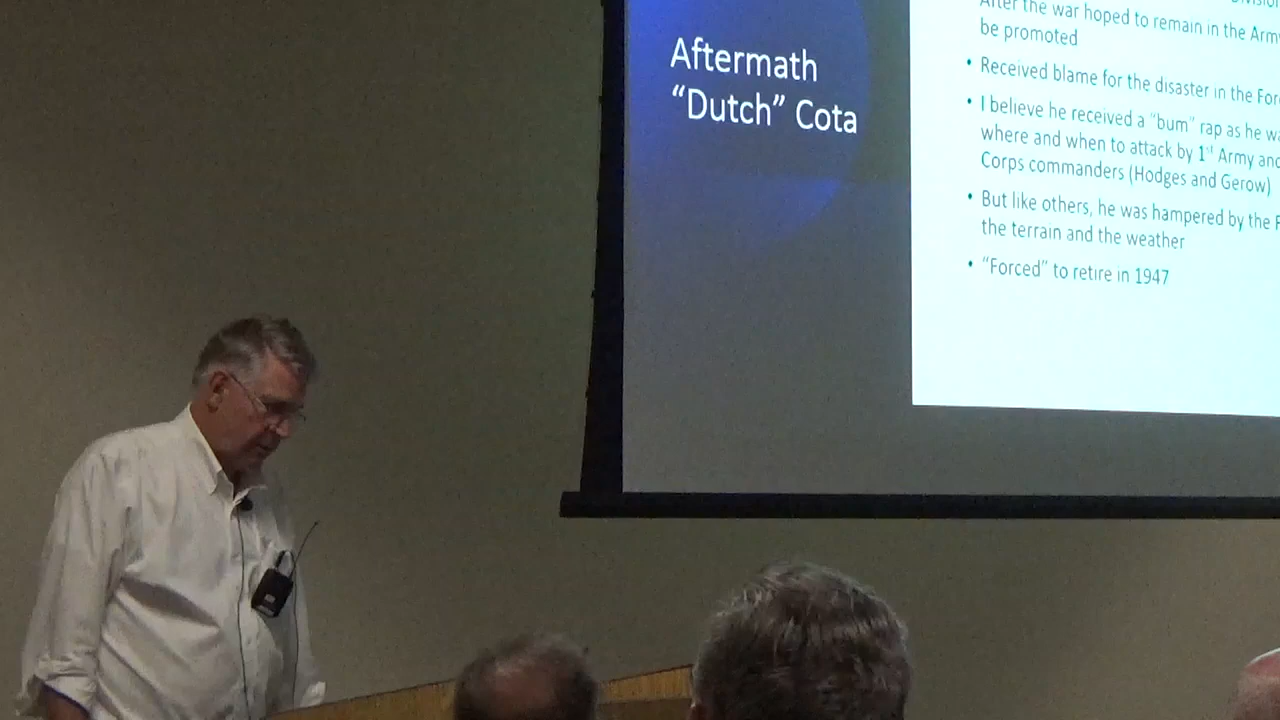 Aftermath
“Dutch” Cota
After the war hoped to remain in the Army
be promoted
• Received blame for the disaster in the
• I believe he received a “bum” rap as he
where and when to attack by 1st Army and
Corps commanders (Hodges and Gerow)
• But like others, he was hampered by the
the terrain and the weather
• “Forced” to retire in 1947